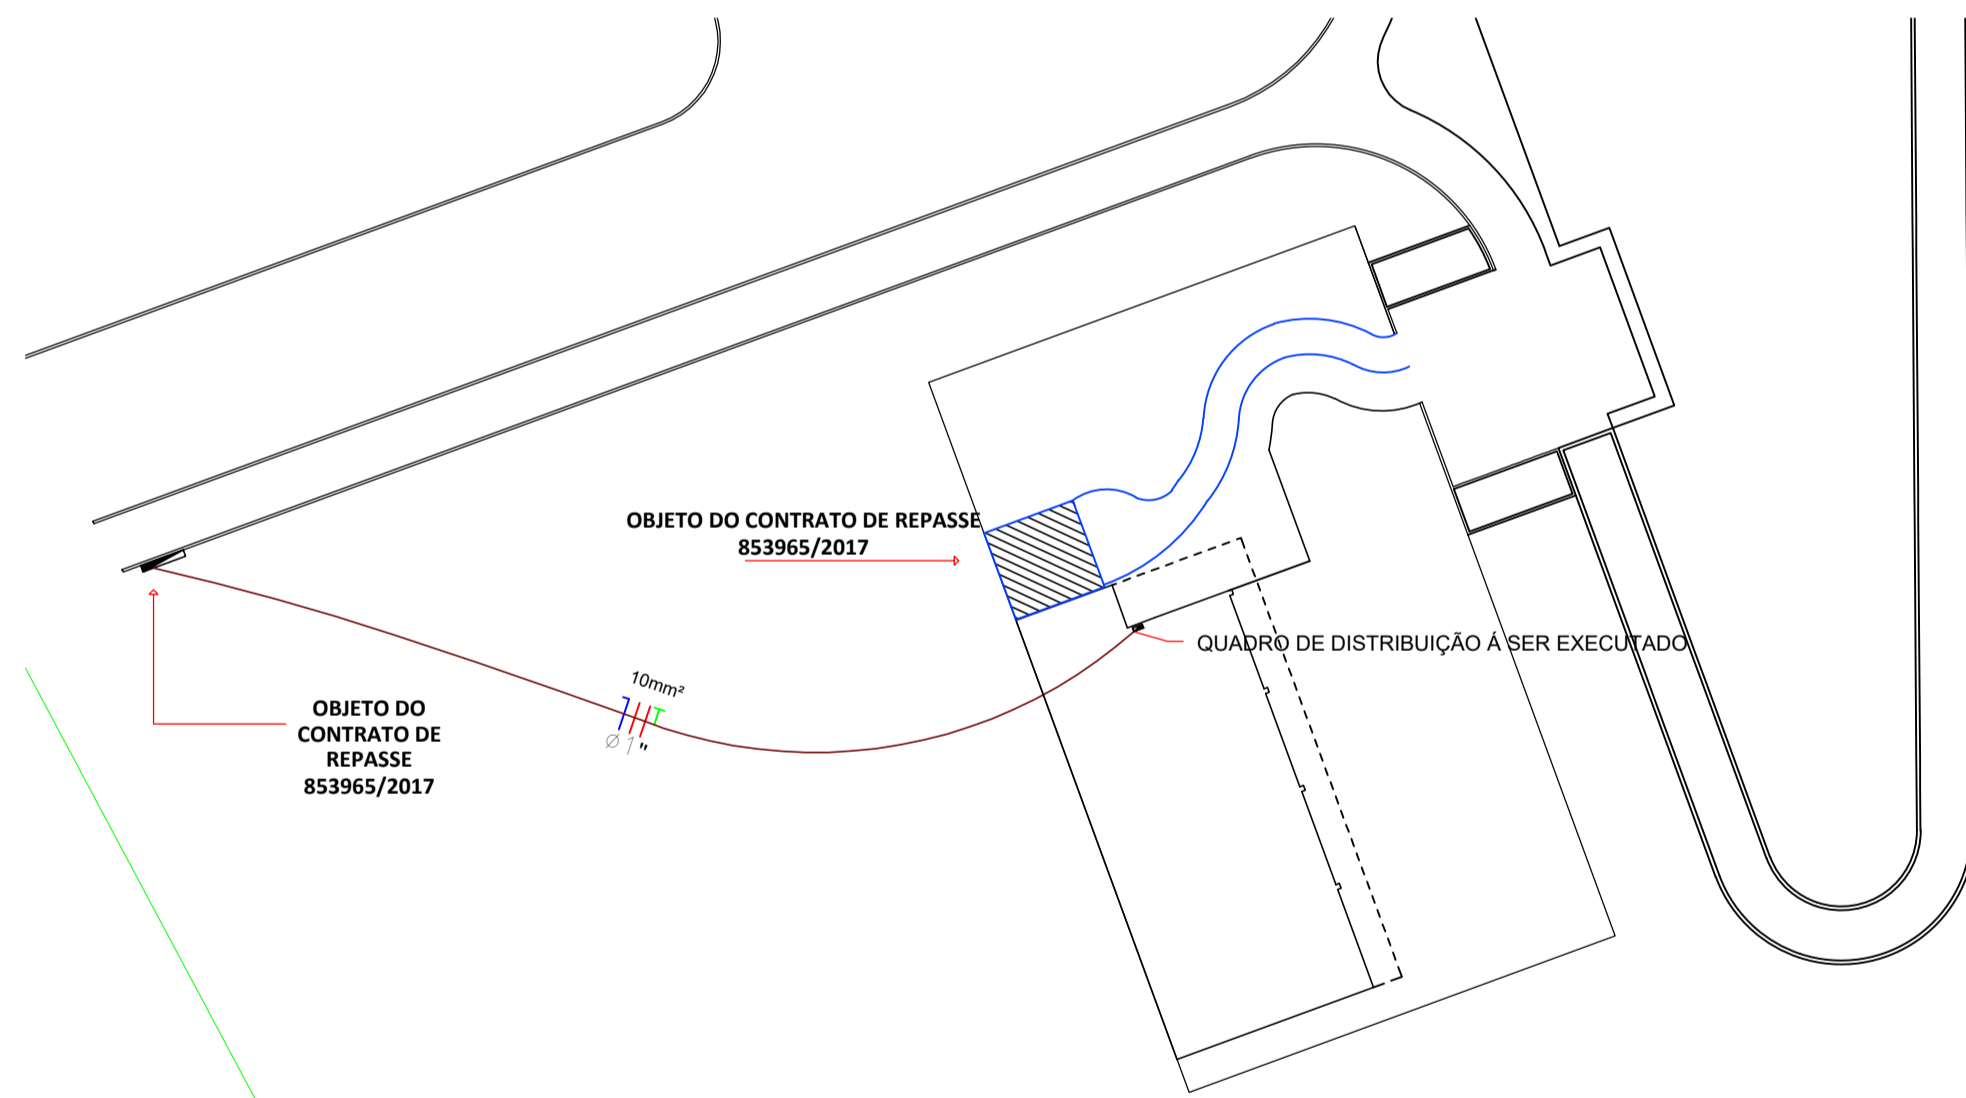 OBJETO DO CONTRATO DE REPASSE
853965/2017
QUADRO DE DISTRIBUIÇÃO Á SER EXECUTADO
10mm²
Ø 1"
OBJETO DO
CONTRATO DE
REPASSE
853965/2017